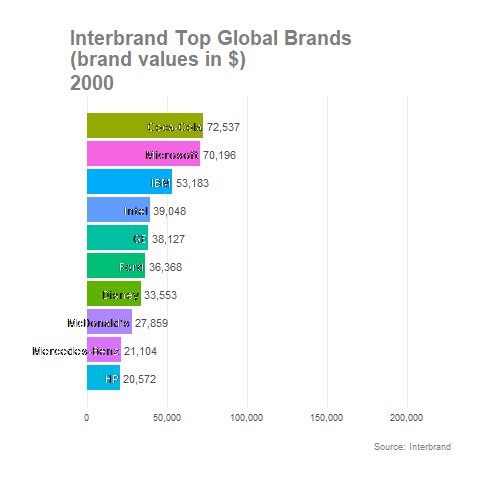 Interbrand Top Global Brands
(brand values in $)
2000
Coca-Cola 72,537
Microsoft 70,196
IBM 53,183
Intel 39,048
GE 38,127
Ford 36,368
Disney 33,553
McDonald's 27,859
Mercedes-Benz 21,104
HP 20,572
0 50,000 100,000 150,000 200,000
Source: Interbrand